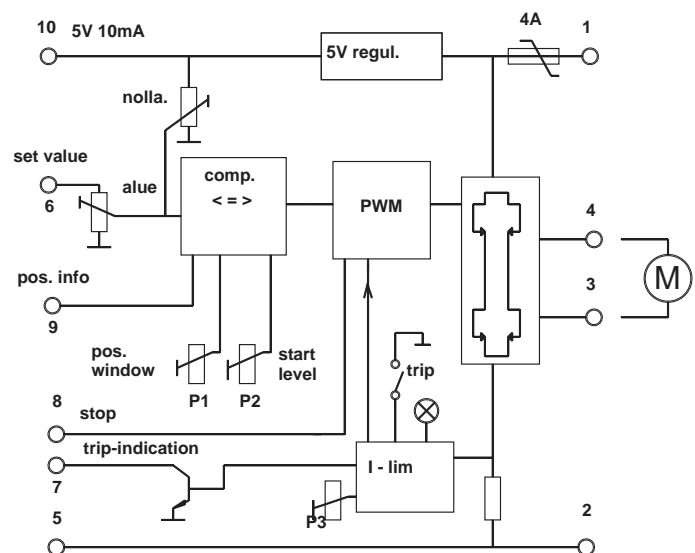 10 5V 10mA
4A
1
5V regul.
nolla.
set value
6
alue
comp.
< = >
PWM
4
3
M
pos. info
9
pos.
window
start
level
P1
P2
trip
8
stop
trip-indication
7
I - lim
P3
5
2